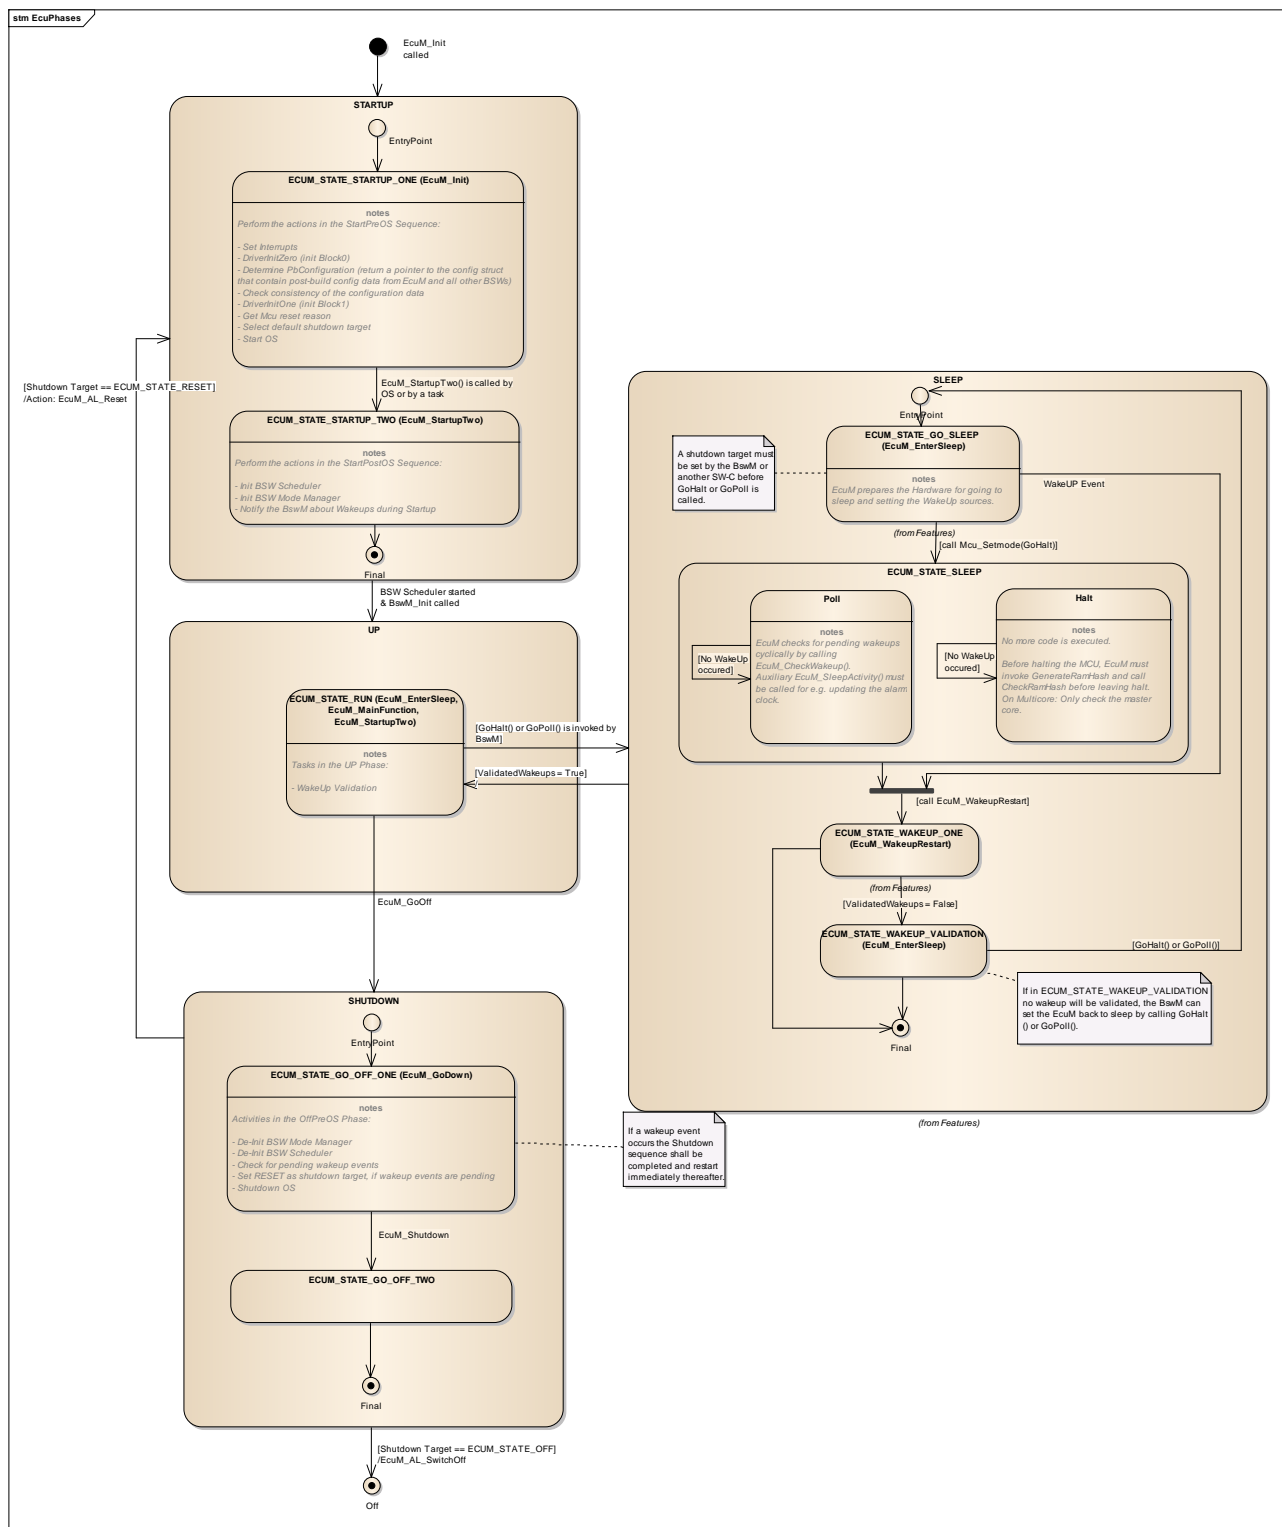 stm EcuPhases
EcuM_Init
called
STARTUP
EntryPoint
ECUM_STATE_STARTUP_ONE (EcuM_Init)
notes
Perform the actions in the StartPreOS Sequence:
- Set Interrupts
- DriverInitZero (init Block0)
- Determine PbConfiguration (return a pointer to the config struct
that contain post-build config data from EcuM and all other BSWs)
- Check consistency of the configuration data
- DriverInitOne (init Block1)
- Get Mcu reset reason
- Select default shutdown target
- Start OS
[Shutdown Target == ECUM_STATE_RESET]
/Action: EcuM_AL_Reset
EcuM_StartupTwo() is called by
OS or by a task
ECUM_STATE_STARTUP_TWO (EcuM_StartupTwo)
notes
Perform the actions in the StartPostOS Sequence:
- Init BSW Scheduler
- Init BSW Mode Manager
- Notify the BswM about Wakeups during Startup
Final
BSW Scheduler started
& BswM_Init called
UP
ECUM_STATE_RUN (EcuM_EnterSleep,
EcuM_MainFunction,
EcuM_StartupTwo)
notes
Tasks in the UP Phase:
- WakeUp Validation
[GoHalt() or GoPoll() is invoked by
BswM]
[ValidatedWakeups = True]
/
EcuM_GoOff
SLEEP
EntryPoint
ECUM_STATE_GO_SLEEP
(EcuM_EnterSleep)
notes
EcuM prepares the Hardware for going to
sleep and setting the WakeUp sources.
A shutdown target must
be set by the BswM or
another SW-C before
GoHalt or GoPoll is
called.
WakeUP Event
(from Features)
[call Mcu_Setmode(GoHalt)]
ECUM_STATE_SLEEP
Poll
notes
EcuM checks for pending wakeups
cyclically by calling
EcuM_CheckWakeup().
Auxiliary EcuM_SleepActivity() must
be called for e.g. updating the alarm
clock.
[No WakeUp
occured]
Halt
notes
No more code is executed.
Before halting the MCU, EcuM must
invoke GenerateRamHash and call
CheckRamHash before leaving halt.
On Multicore: Only check the master
core.
[No WakeUp
occured]
[call EcuM_WakeupRestart]
ECUM_STATE_WAKEUP_ONE
(EcuM_WakeupRestart)
(from Features)
[ValidatedWakeups = False]
ECUM_STATE_WAKEUP_VALIDATION
(EcuM_EnterSleep)
[GoHalt() or GoPoll()]
If in ECUM_STATE_WAKEUP_VALIDATION
no wakeup will be validated, the BswM can
set the EcuM back to sleep by calling GoHalt
() or GoPoll().
Final
(from Features)
SHUTDOWN
EntryPoint
ECUM_STATE_GO_OFF_ONE (EcuM_GoDown)
notes
Activities in the OffPreOS Phase:
- De-Init BSW Mode Manager
- De-Init BSW Scheduler
- Check for pending wakeup events
- Set RESET as shutdown target, if wakeup events are pending
- Shutdown OS
If a wakeup event
occurs the Shutdown
sequence shall be
completed and restart
immediately thereafter.
EcuM_Shutdown
ECUM_STATE_GO_OFF_TWO
Final
[Shutdown Target == ECUM_STATE_OFF]
/EcuM_AL_SwitchOff
Off